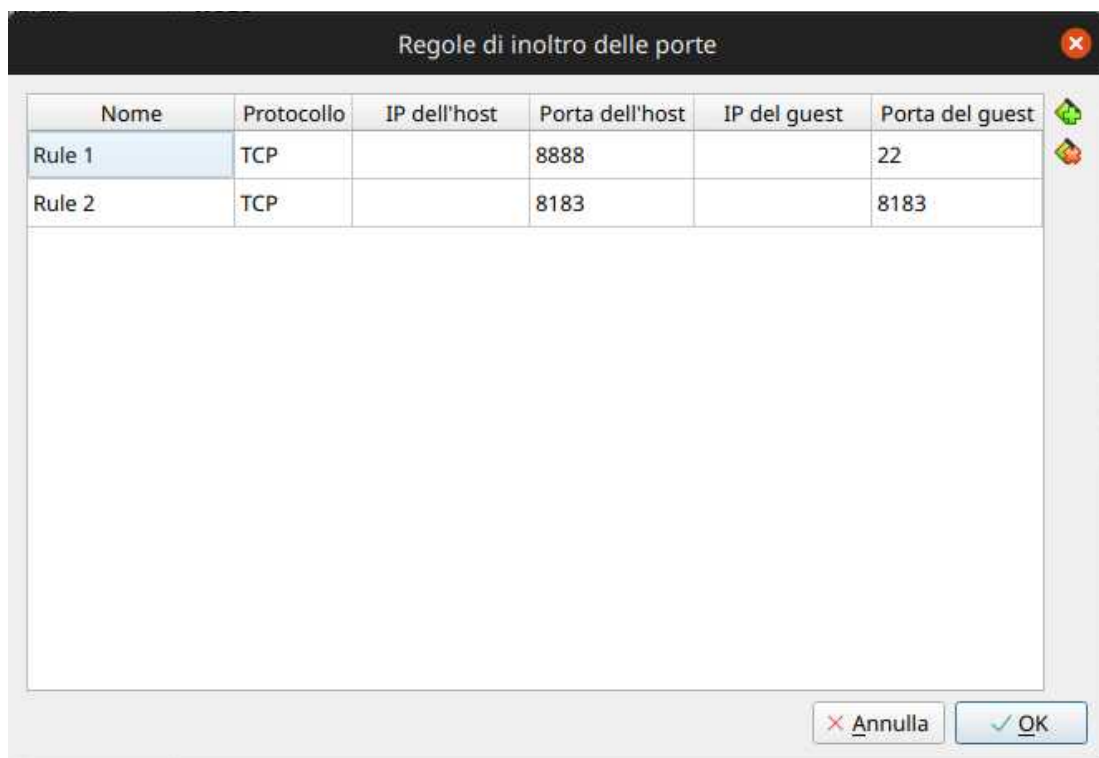 Regole di inoltro delle porte
Nome Protocollo IP dell'host Porta dell'host IP del guest Porta del guest
Rule 1 TCP 8888 22
Rule 2 TCP 8183 8183
Annulla OK